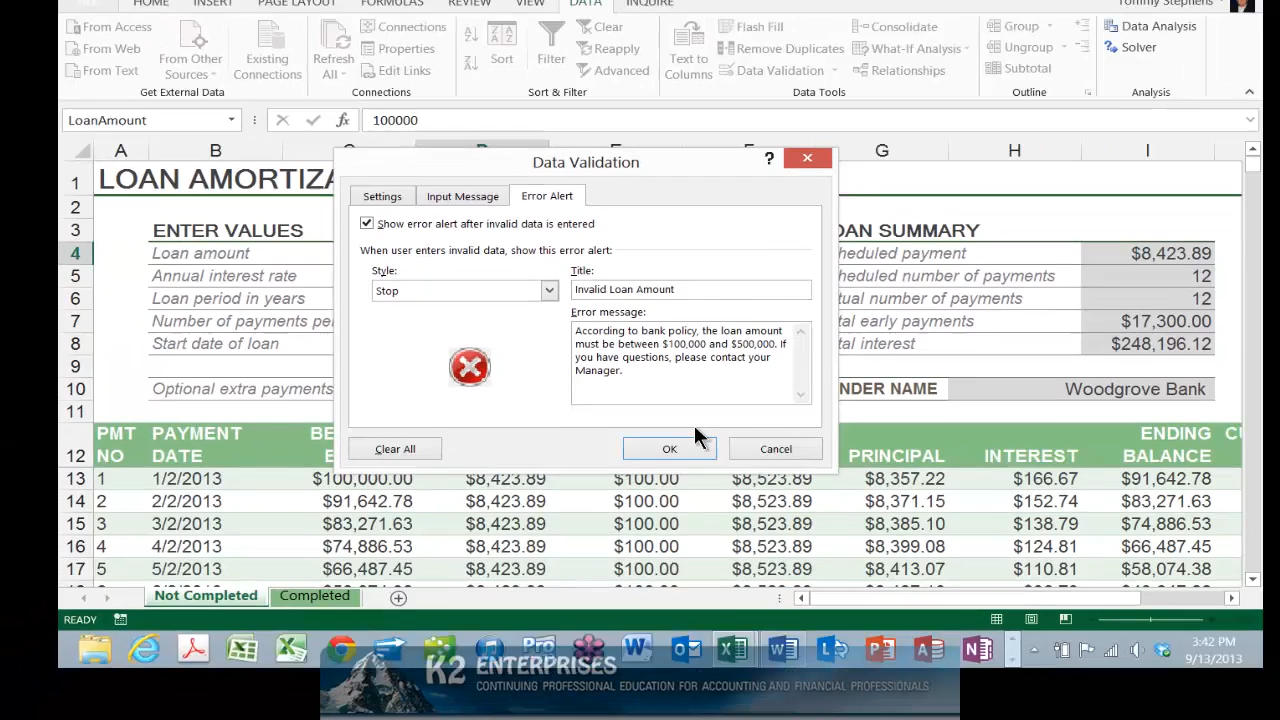 HOME INSERT PAGE LAYOUT FORMULAS REVIEW VIEW DATA INQUIRE Tommy Stephens
From Access
From Web
From Text
From Other
Sources
Existing
Connections
Get External Data
Refresh
All
Connections
Properties
Edit Links
Connections
Sort
Filter
Clear
Reapply
Advanced
Sort & Filter
Text to
Columns
Flash Fill
Remove Duplicates
Data Validation
Consolidate
What-If Analysis
Relationships
Data Tools
Group
Ungroup
Subtotal
Outline
Data Analysis
Solver
Analysis
LoanAmount fx 100000
A B G H I
1 LOAN AMORTIZA
2
3 ENTER VALUES OAN SUMMARY
4 Loan amount heduled payment $8,423.89
5 Annual interest rate heduled number of payments 12
6 Loan period in years tual number of payments 12
7 Number of payments pe tal early payments $17,300.00
8 Start date of loan tal interest $248,196.12
9
10 Optional extra payments NDER NAME Woodgrove Bank
11
Data Validation ?
Settings Input Message Error Alert
Show error alert after invalid data is entered
When user enters invalid data, show this error alert:
Style: Title:
Stop Invalid Loan Amount
Error message:
According to bank policy, the loan amount
must be between $100,000 and $500,000. If
you have questions, please contact your
Manager.
Clear All OK Cancel
PMT PAYMENT BE ENDING CU
12 NO DATE PRINCIPAL INTEREST BALANCE
13 1 1/2/2013 $100,000.00 $8,423.89 $100.00 $8,523.89 $8,357.22 $166.67 $91,642.78
14 2 2/2/2013 $91,642.78 $8,423.89 $100.00 $8,523.89 $8,371.15 $152.74 $83,271.63
15 3 3/2/2013 $83,271.63 $8,423.89 $100.00 $8,523.89 $8,385.10 $138.79 $74,886.53
16 4 4/2/2013 $74,886.53 $8,423.89 $100.00 $8,523.89 $8,399.08 $124.81 $66,487.45
17 5 5/2/2013 $66,487.45 $8,423.89 $100.00 $8,523.89 $8,413.07 $110.81 $58,074.38
Not Completed Completed
READY
3:42 PM
9/13/2013
K2 ENTERPRISES
CONTINUING PROFESSIONAL EDUCATION FOR ACCOUNTING AND FINANCIAL PROFESSIONALS